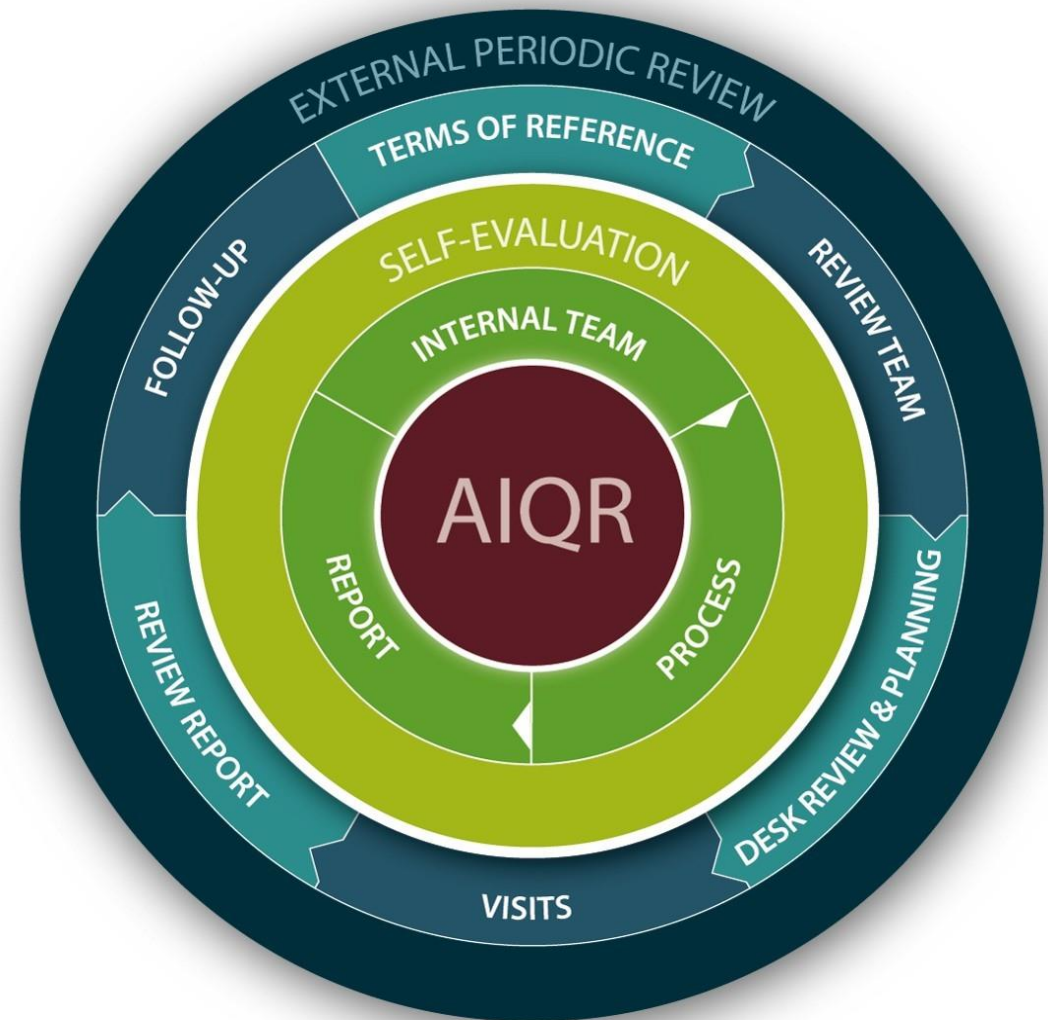 EXTERNAL PERIODIC REVIEW
TERMS OF REFERENCE
REVIEW TEAM
DESK REVIEW & PLANNING
VISITS
REVIEW REPORT
FOLLOW-UP
SELF-EVALUATION
INTERNAL TEAM
PROCESS
REPORT
AIQR